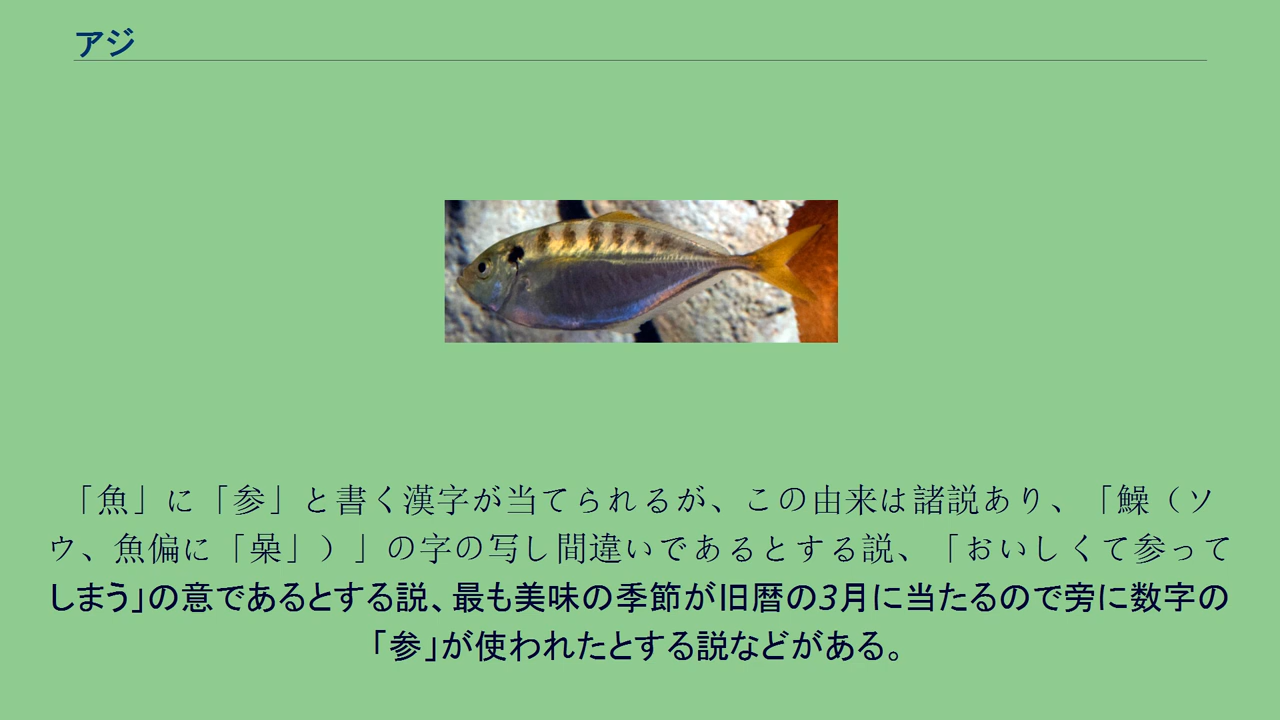 アジ
「魚」に「参」と書く漢字が当てられるが、この由来は諸説あり、「鱢（ソ
ウ、魚偏に「喿」）」の字の写し間違いであるとする説、「おいしくて参って
しまう」の意であるとする説、最も美味の季節が旧暦の3月に当たるので旁に数字の
「参」が使われたとする説などがある。